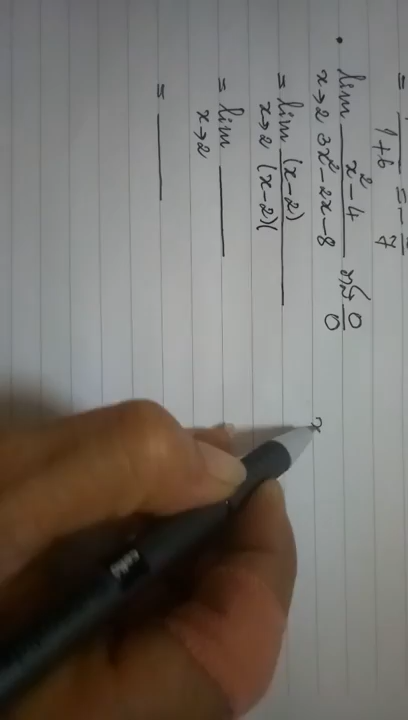 = 1+6 = - 7
• lim x→2 x²-4 / 3x²-2x-8 0/0
= lim x→2 (x-2) / (x-2)(
= lim x→2
=